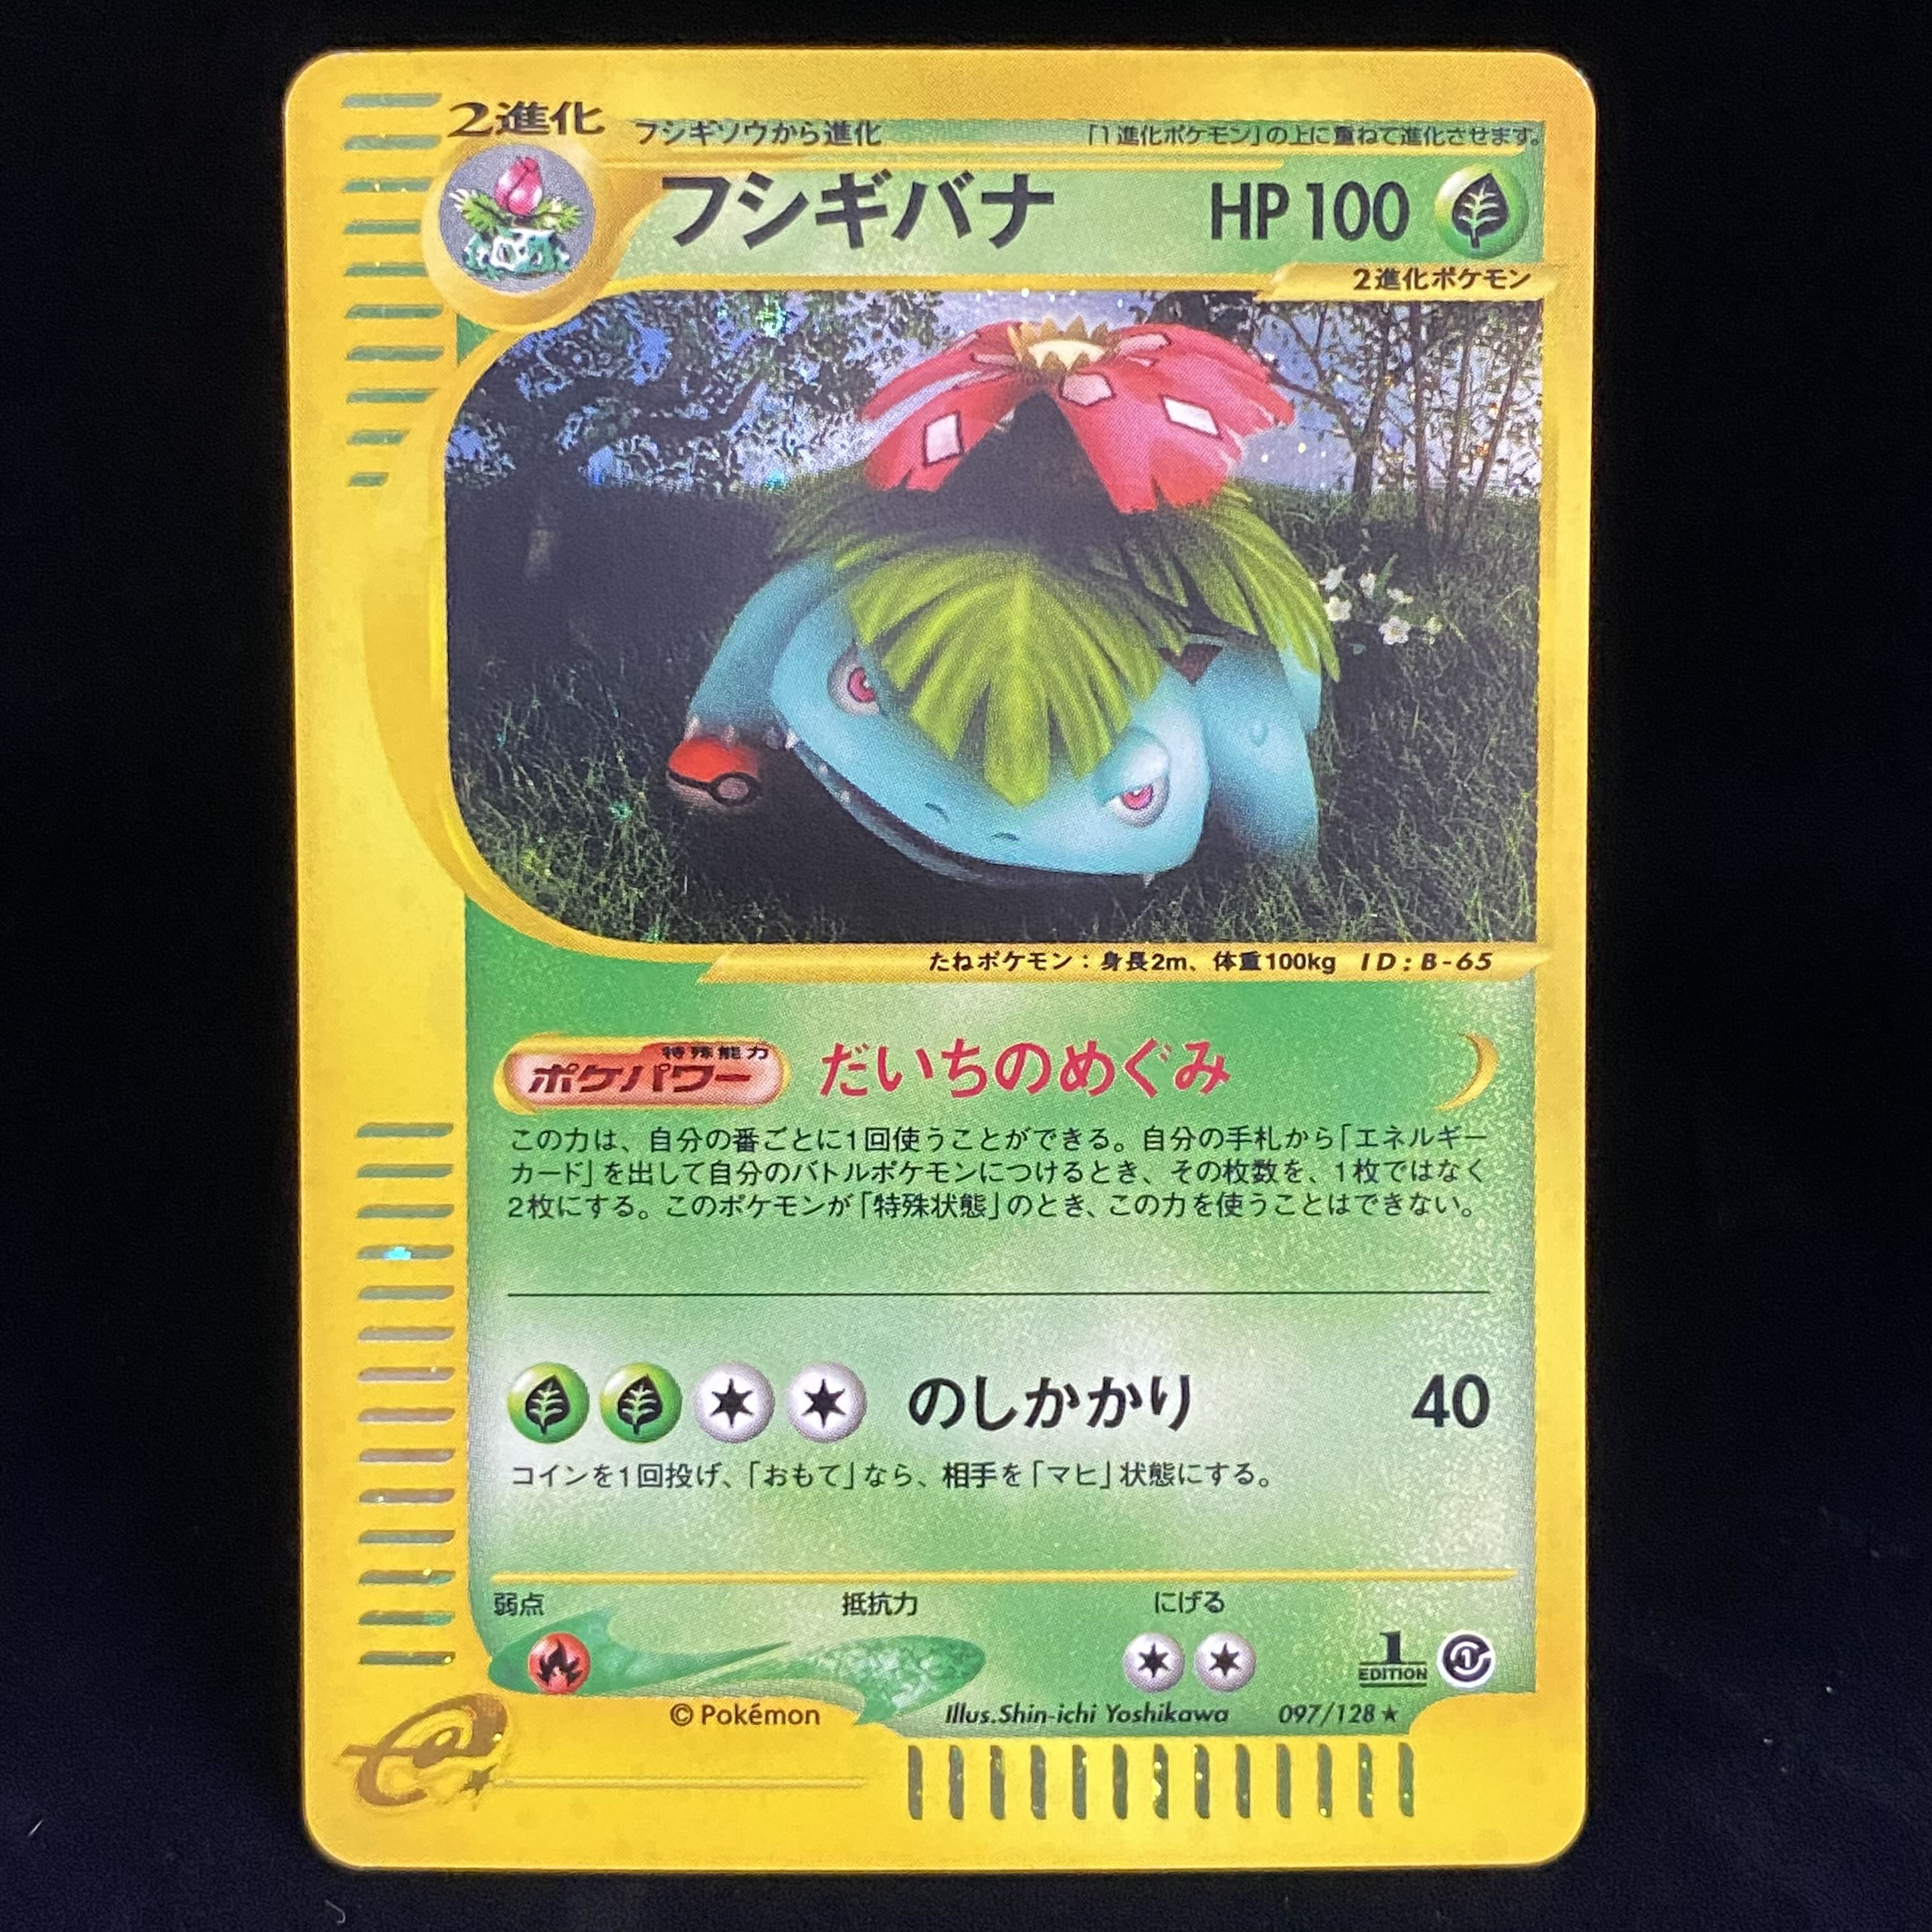 2進化
フシギソウから進化
「1進化ポケモン」の上に重ねて進化させます。
フシギバナ HP100
2進化ポケモン
たねポケモン：身長2m、体重100kg ID：B-65
特殊能力
ポケパワー だいちのめぐみ
この力は、自分の番ごとに1回使うことができる。自分の手札から「エネルギー
カード」を出して自分のバトルポケモンにつけるとき、その枚数を、1枚ではなく
2枚にする。このポケモンが「特殊状態」のとき、この力を使うことはできない。
のしかかり 40
コインを1回投げ、「おもて」なら、相手を「マヒ」状態にする。
弱点 抵抗力 にげる
1
EDITION
© Pokémon Illus.Shin-ichi Yoshikawa 097/128★
e